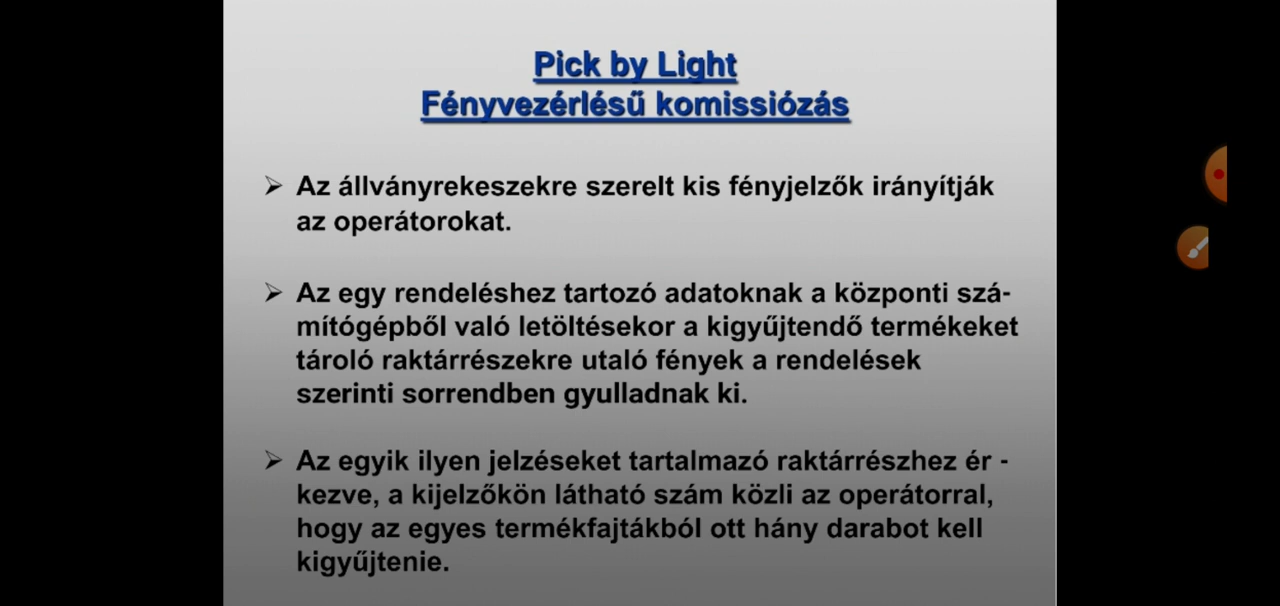 Pick by Light
Fényvezérlésű komissiózás
➢ Az állványrekeszekre szerelt kis fényjelzők irányítják
az operátorokat.
➢ Az egy rendeléshez tartozó adatoknak a központi szá-
mítógépből való letöltésekor a kigyűjtendő termékeket
tároló raktárrészekre utaló fények a rendelések
szerinti sorrendben gyulladnak ki.
➢ Az egyik ilyen jelzéseket tartalmazó raktárrészhez ér -
kezve, a kijelzőkön látható szám közli az operátorral,
hogy az egyes termékfajtákból ott hány darabot kell
kigyűjtenie.